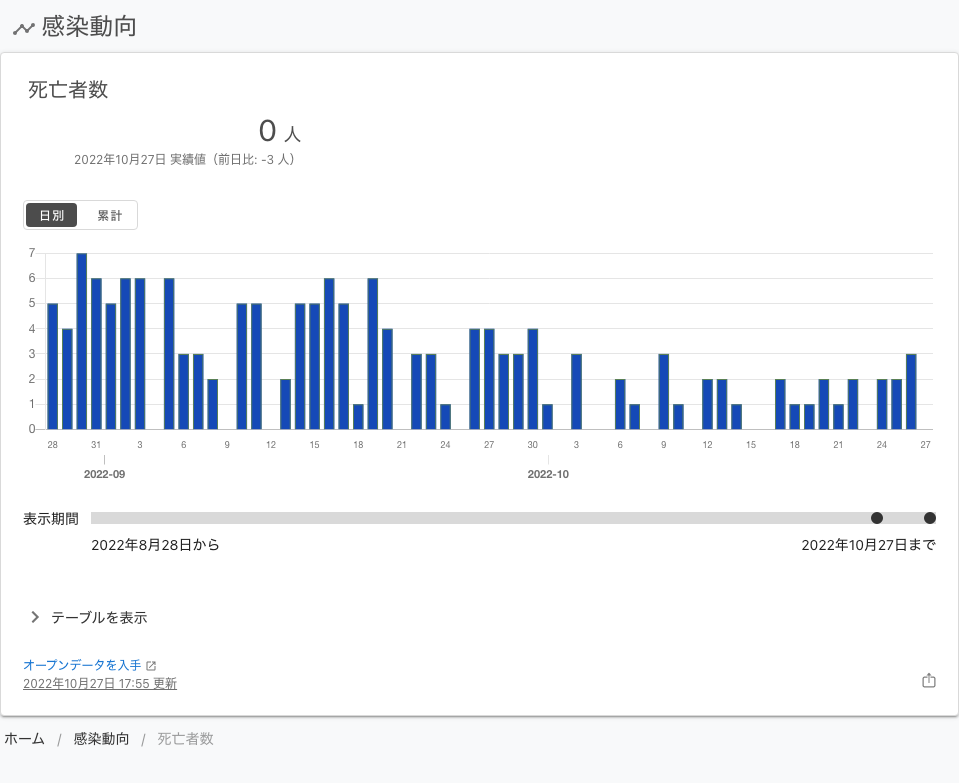 感染動向
死亡者数
0 人
2022年10月27日 実績値（前日比: -3 人）
日別 累計
7
6
5
4
3
2
1
0
28 31 3 6 9 12 15 18 21 24 27 30 3 6 9 12 15 18 21 24 27
2022-09 2022-10
表示期間
2022年8月28日から 2022年10月27日まで
テーブルを表示
オープンデータを入手
2022年10月27日 17:55 更新
ホーム / 感染動向 / 死亡者数